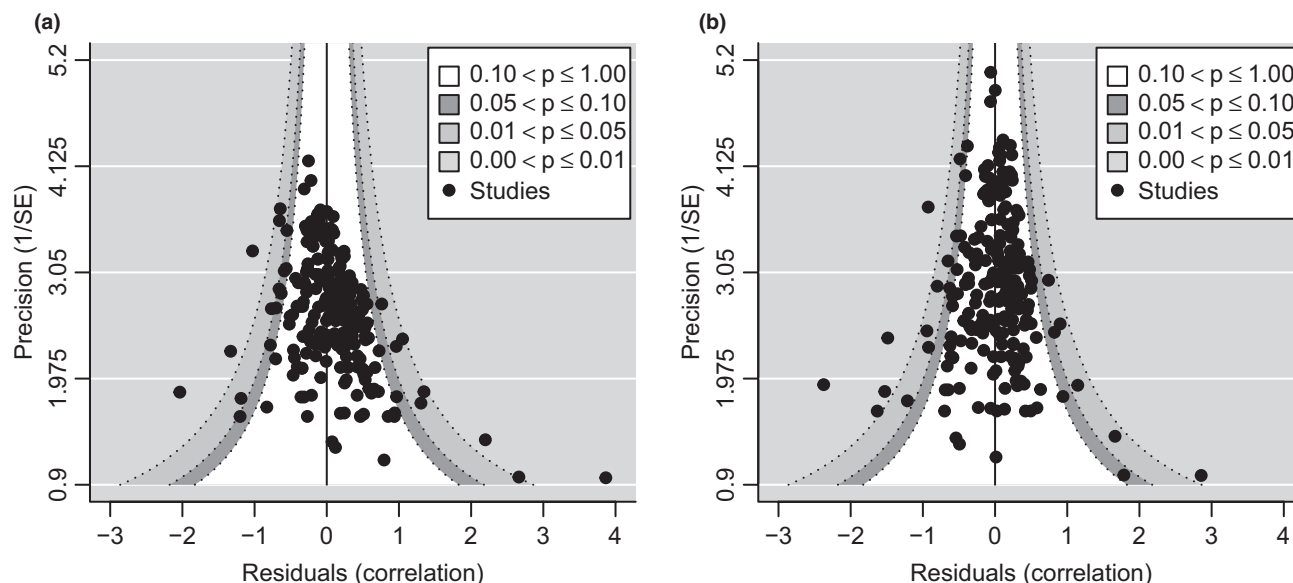 (a)
Precision (1/SE)
5.2
4.125
3.05
1.975
0.9
0.10 < p ≤ 1.00
0.05 < p ≤ 0.10
0.01 < p ≤ 0.05
0.00 < p ≤ 0.01
Studies
−3 −2 −1 0 1 2 3 4
Residuals (correlation)
(b)
Precision (1/SE)
5.2
4.125
3.05
1.975
0.9
0.10 < p ≤ 1.00
0.05 < p ≤ 0.10
0.01 < p ≤ 0.05
0.00 < p ≤ 0.01
Studies
−3 −2 −1 0 1 2 3 4
Residuals (correlation)